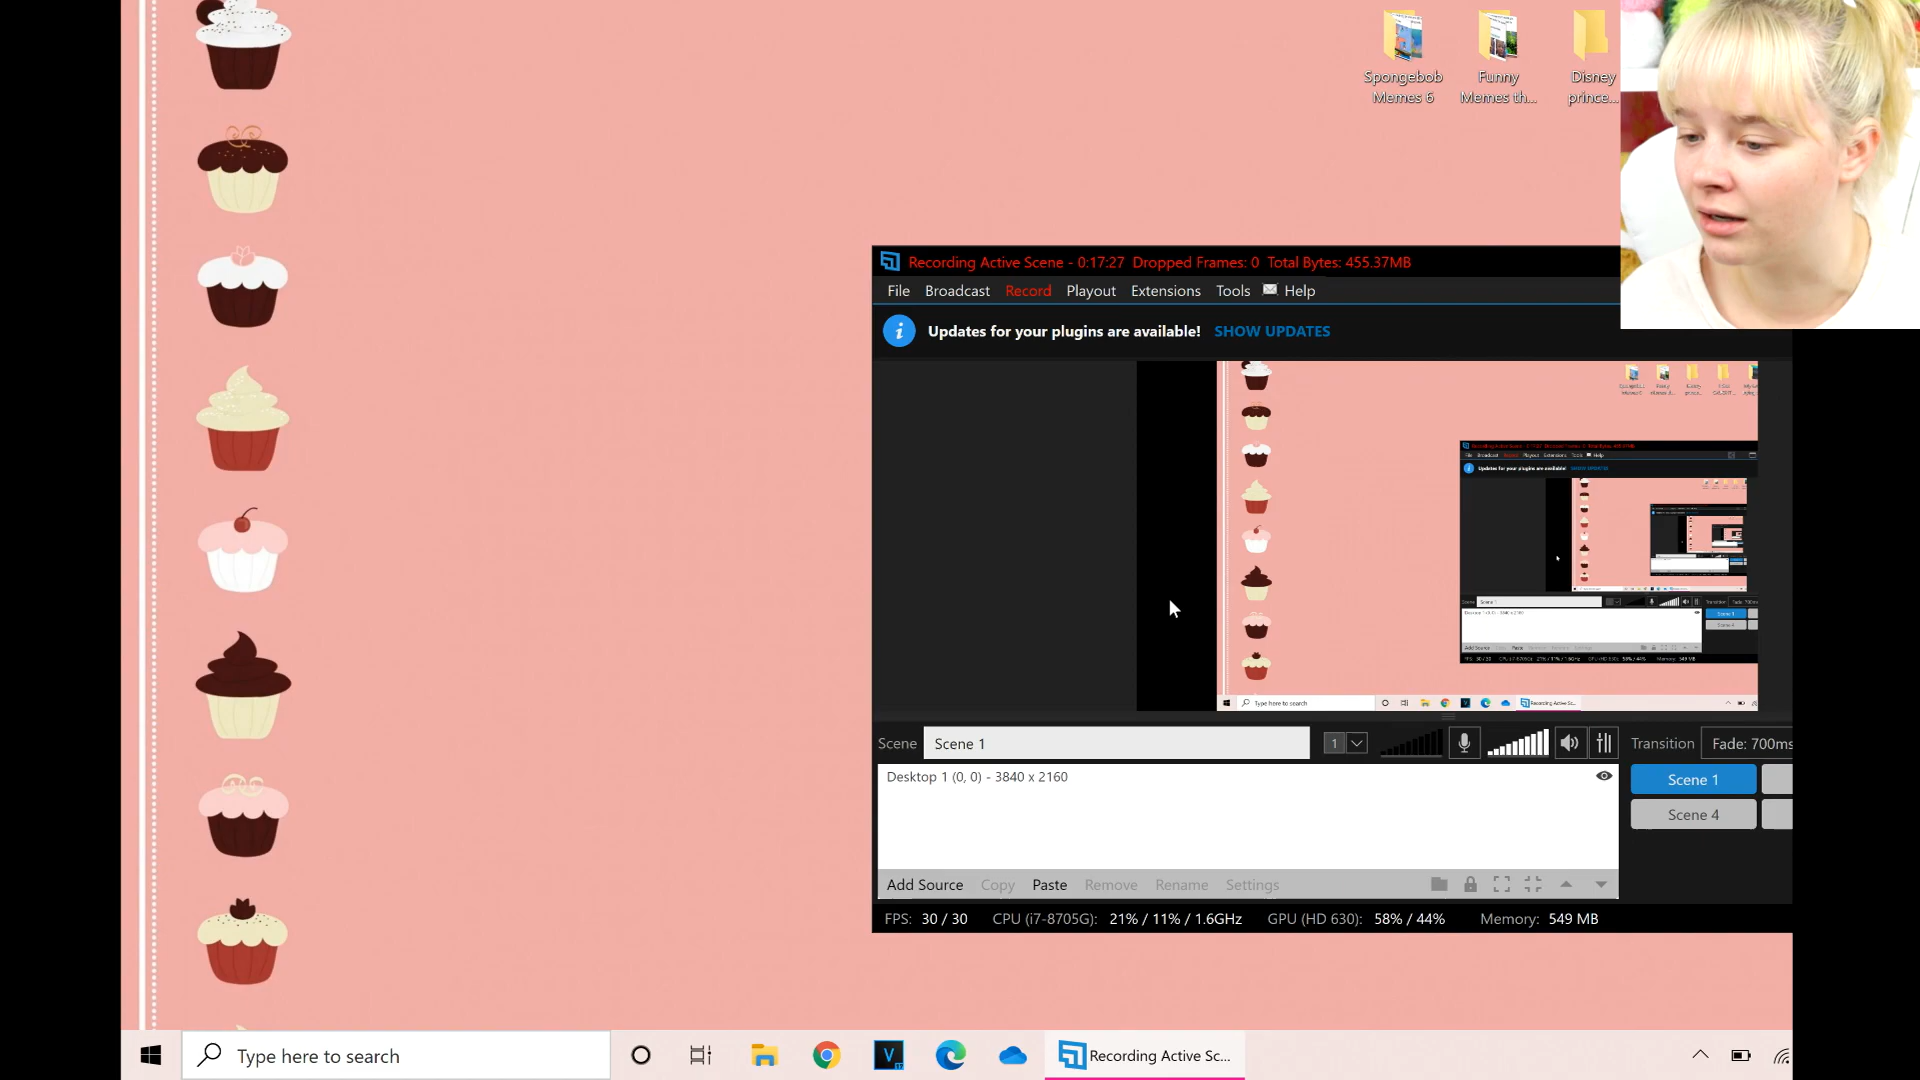 Spongebob
Memes 6
Funny
Memes th...
Disney
prince...
Recording Active Scene - 0:17:27 Dropped Frames: 0 Total Bytes: 455.37MB
File Broadcast Record Playout Extensions Tools Help
Updates for your plugins are available! SHOW UPDATES
Type here to search
Scene Scene 1 1 Transition Fade: 700ms
Desktop 1 (0, 0) - 3840 x 2160
Scene 1
Scene 4
Add Source Copy Paste Remove Rename Settings
FPS: 30 / 30 CPU (i7-8705G): 21% / 11% / 1.6GHz GPU (HD 630): 58% / 44% Memory: 549 MB
Type here to search
Recording Active Sc...